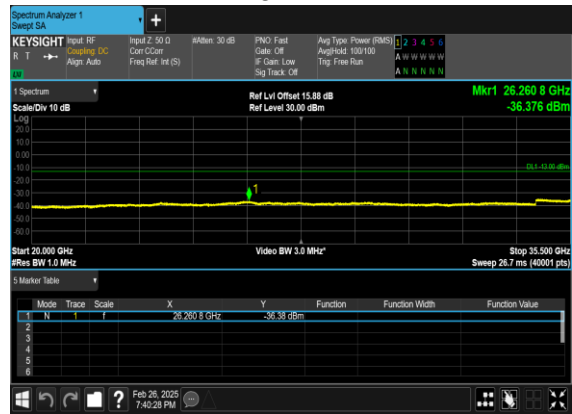 Spectrum Analyzer 1
Swept SA
+
KEYSIGHT Input: RF Input Z: 50 Ω #Atten: 30 dB PNO: Fast Avg Type: Power (RMS) 1 2 3 4 5 6
R T Coupling: DC Corr CCorr Gate: Off Avg|Hold: 100/100 A W W W W W
Align: Auto Freq Ref: Int (S) IF Gain: Low Trig: Free Run
LW Sig Track: Off A N N N N N
1 Spectrum Ref Lvl Offset 15.88 dB Mkr1 26.260 8 GHz
Scale/Div 10 dB Ref Level 30.00 dBm -36.376 dBm
Log
20.0
10.0
0.00
-10.0 DL1 -13.00 dBm
-20.0
-30.0 1
-40.0
-50.0
-60.0
Start 20.000 GHz Video BW 3.0 MHz* Stop 35.500 GHz
#Res BW 1.0 MHz Sweep 26.7 ms (40001 pts)
5 Marker Table
Mode Trace Scale X Y Function Function Width Function Value
1 N 1 f 26.260 8 GHz -36.38 dBm
2
3
4
5
6
? Feb 26, 2025
7:40:28 PM